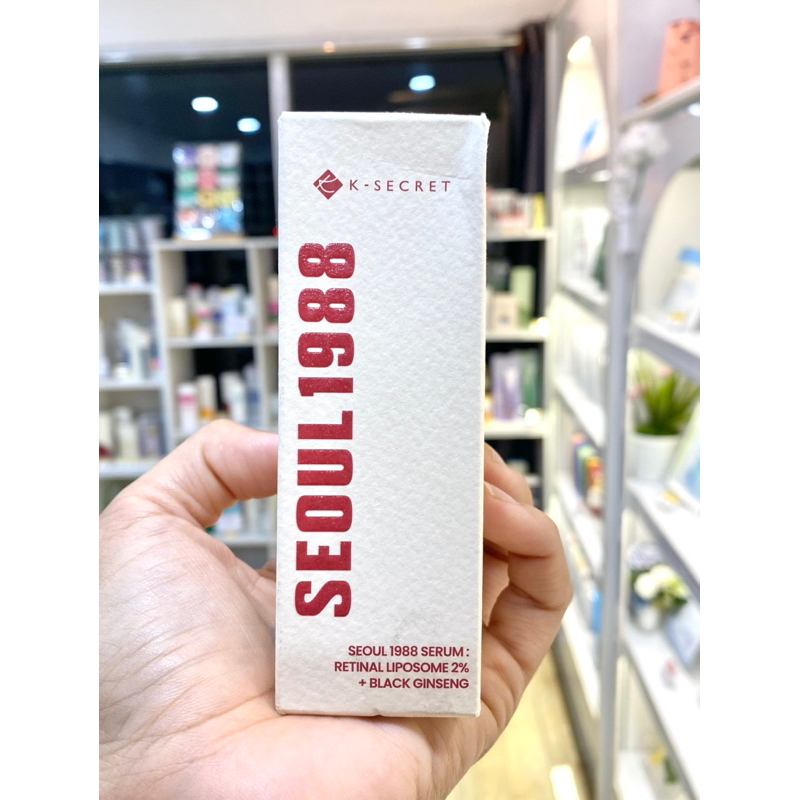 K-SECRET
SEOUL1988
SEOUL 1988 SERUM :
RETINAL LIPOSOME 2%
+ BLACK GINSENG